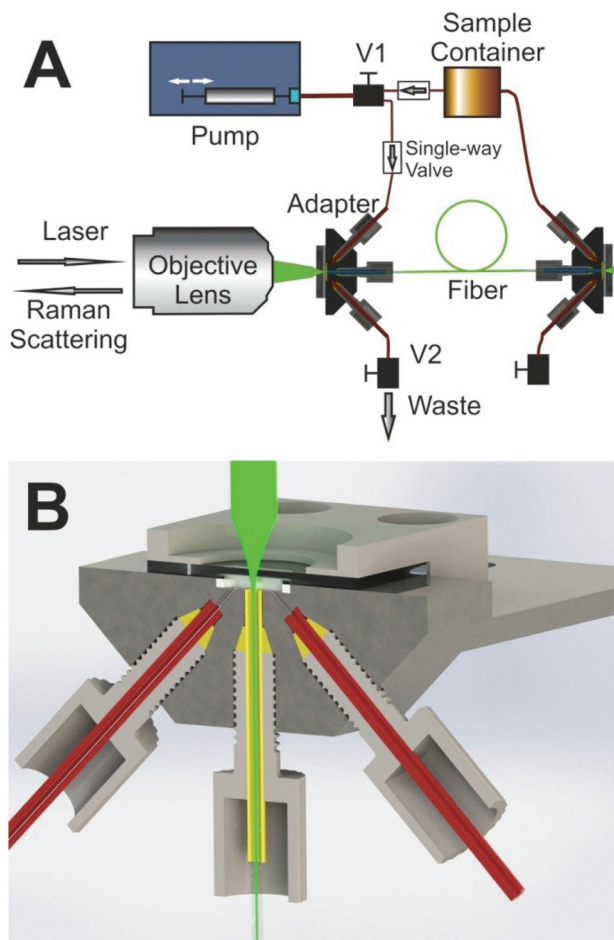 A
V1
Sample
Container
Pump
Single-way
Valve
Adapter
Laser
Objective
Lens
Raman
Scattering
Fiber
V2
Waste
B